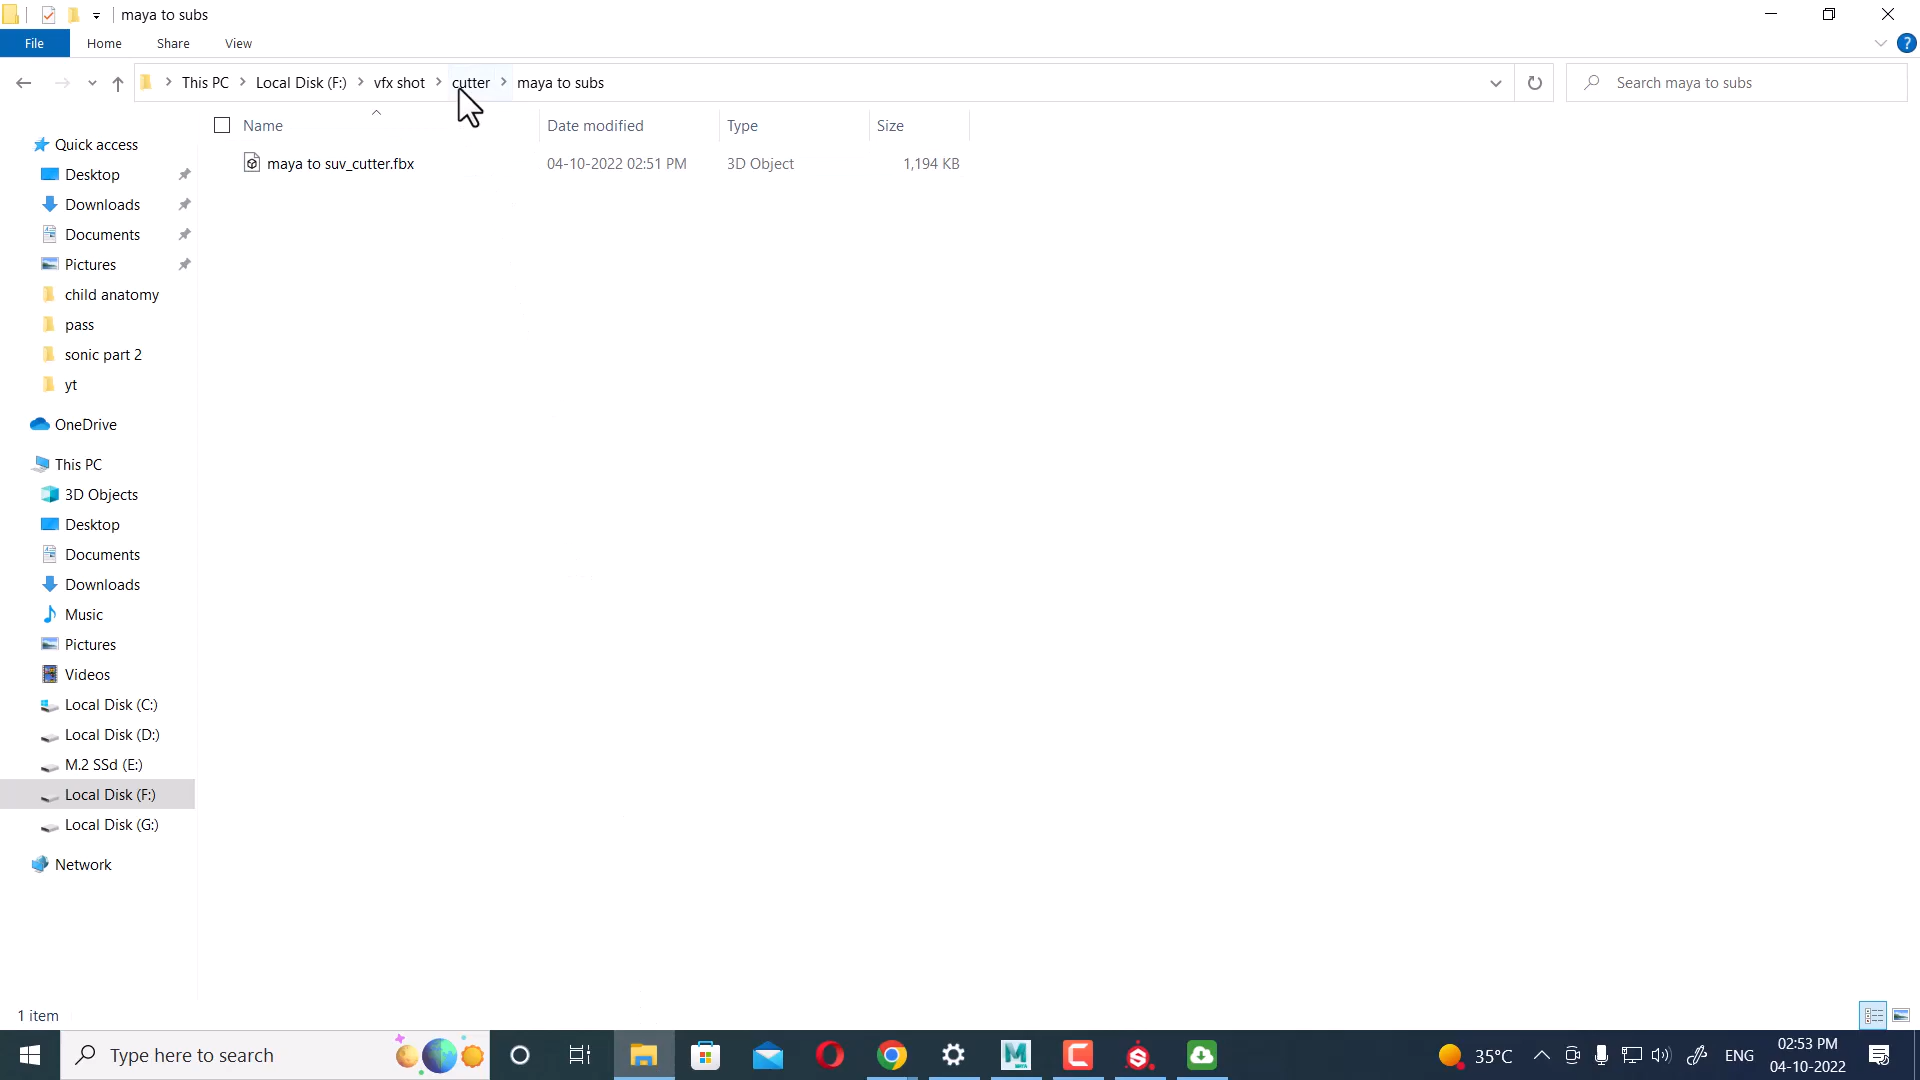 maya to subs
File Home Share View
This PC Local Disk (F:) vfx shot cutter maya to subs Search maya to subs
Name Date modified Type Size
maya to suv_cutter.fbx 04-10-2022 02:51 PM 3D Object 1,194 KB
Quick access
Desktop
Downloads
Documents
Pictures
child anatomy
pass
sonic part 2
yt
OneDrive
This PC
3D Objects
Desktop
Documents
Downloads
Music
Pictures
Videos
Local Disk (C:)
Local Disk (D:)
M.2 SSd (E:)
Local Disk (F:)
Local Disk (G:)
Network
1 item
Type here to search 35°C ENG 02:53 PM
04-10-2022